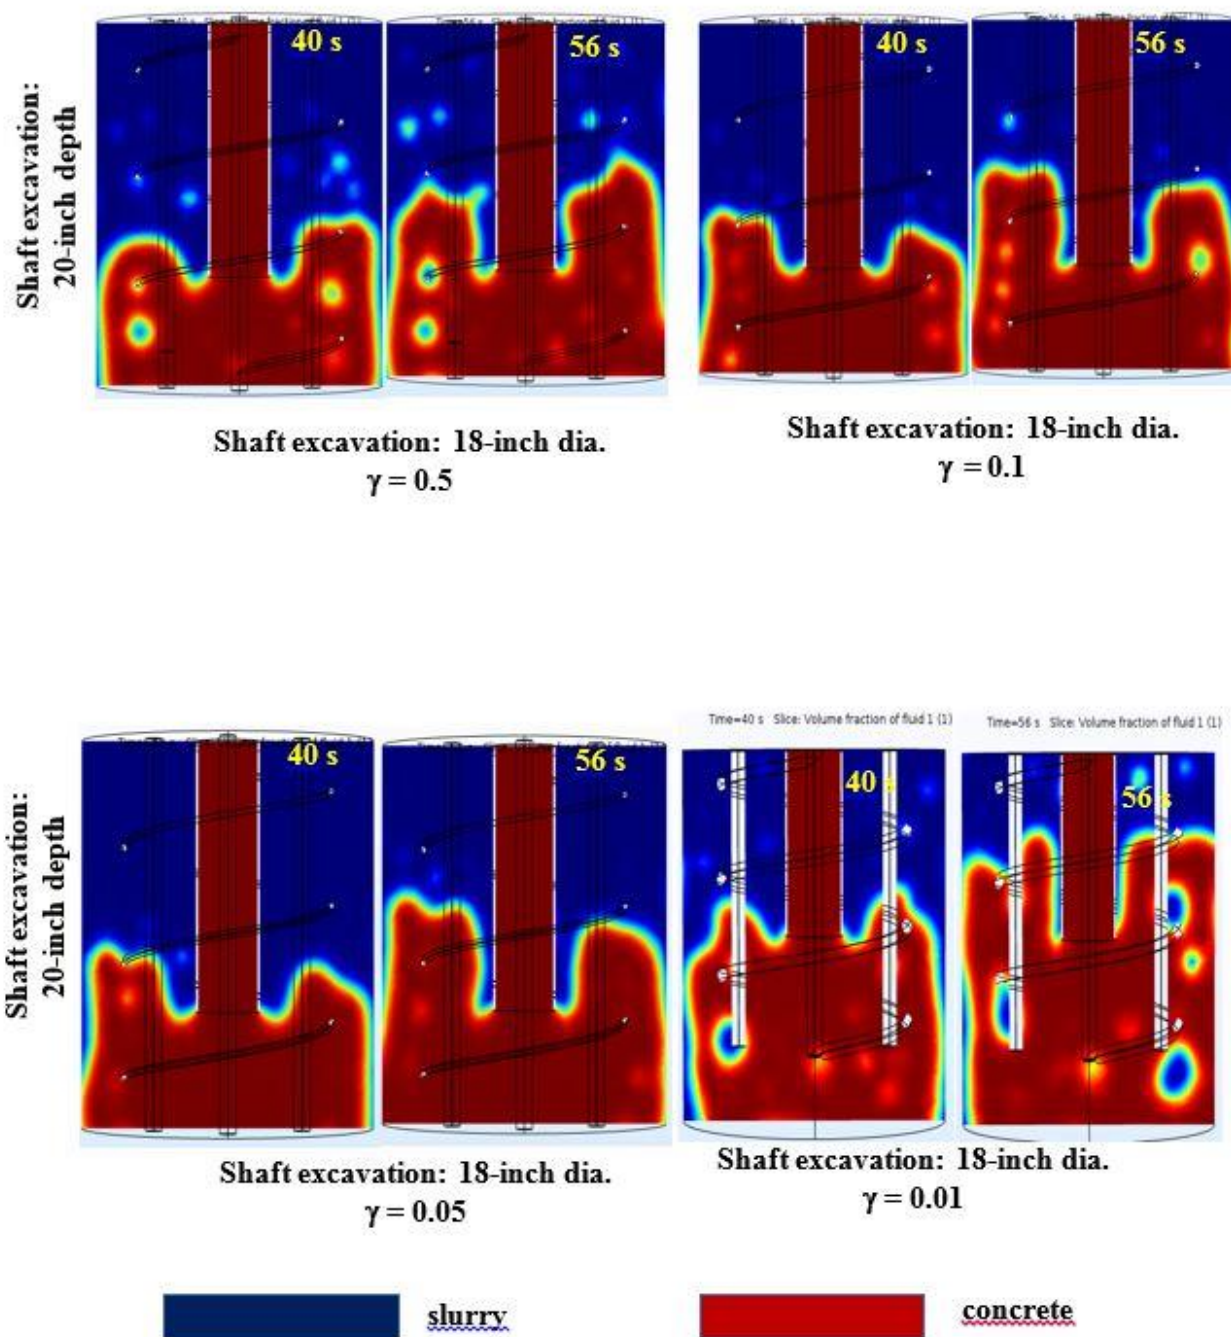 Shaft excavation:
20-inch depth
40 s
56 s
40 s
56 s
Shaft excavation: 18-inch dia.
γ = 0.5
Shaft excavation: 18-inch dia.
γ = 0.1
Shaft excavation:
20-inch depth
40 s
56 s
Time=40 s Slice: Volume fraction of fluid 1 (1)
40 s
Time=56 s Slice: Volume fraction of fluid 1 (1)
56 s
Shaft excavation: 18-inch dia.
γ = 0.05
Shaft excavation: 18-inch dia.
γ = 0.01
slurry
concrete